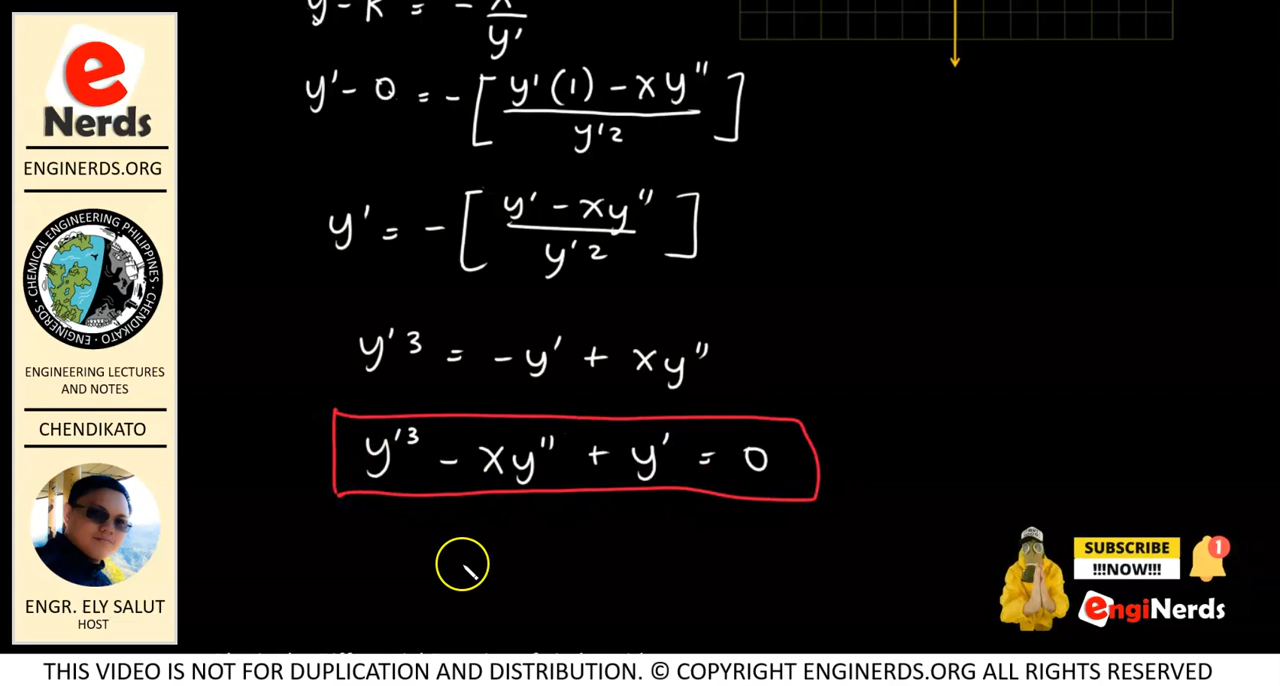 y - k = - x / y'
y' - 0 = - [ y'(1) - xy" / y'2 ]
y' = - [ y' - xy" / y'2 ]
y'3 = - y' + xy"
y'3 - xy" + y' = 0
e
Nerds
ENGINERDS.ORG
CHEMICAL ENGINEERING PHILIPPINES
· CHENDIKATO · ENGINERDS ·
ENGINEERING LECTURES
AND NOTES
CHENDIKATO
ENGR. ELY SALUT
HOST
SUBSCRIBE
!!!NOW!!!
1
engiNerds
THIS VIDEO IS NOT FOR DUPLICATION AND DISTRIBUTION. © COPYRIGHT ENGINERDS.ORG ALL RIGHTS RESERVED